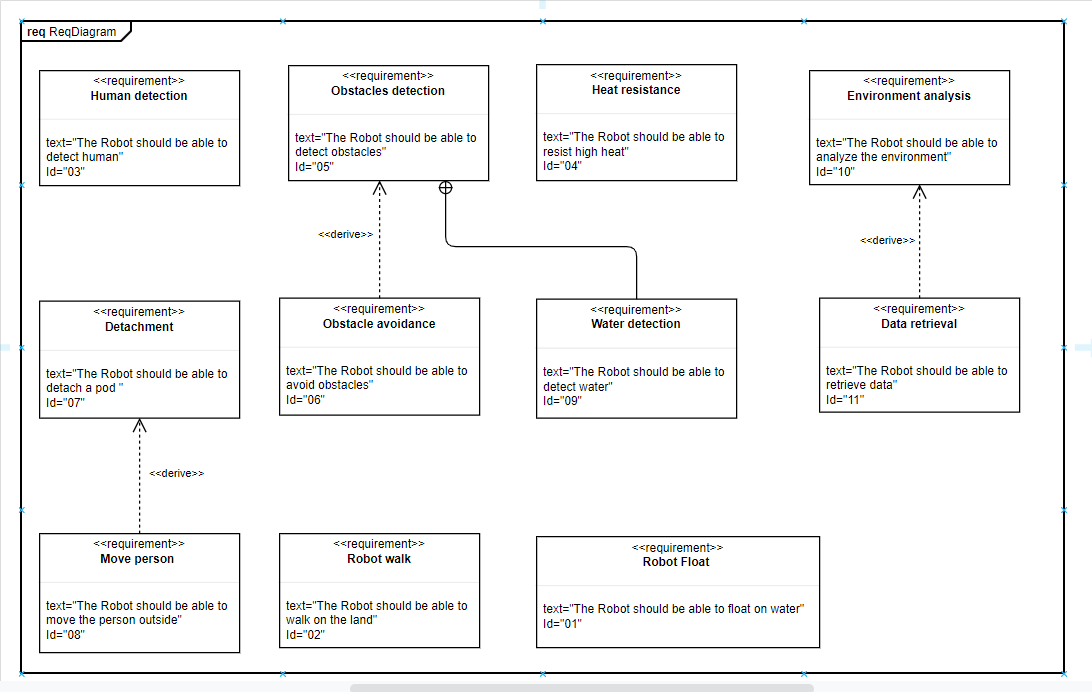 req ReqDiagram
<<requirement>>
Human detection
text="The Robot should be able to
detect human"
Id="03"
<<requirement>>
Obstacles detection
text="The Robot should be able to
detect obstacles"
Id="05"
<<requirement>>
Heat resistance
text="The Robot should be able to
resist high heat"
Id="04"
<<requirement>>
Environment analysis
text="The Robot should be able to
analyze the environment"
Id="10"
<<derive>>
<<derive>>
<<requirement>>
Detachment
text="The Robot should be able to
detach a pod "
Id="07"
<<requirement>>
Obstacle avoidance
text="The Robot should be able to
avoid obstacles"
Id="06"
<<requirement>>
Water detection
text="The Robot should be able to
detect water"
Id="09"
<<requirement>>
Data retrieval
text="The Robot should be able to
retrieve data"
Id="11"
<<derive>>
<<requirement>>
Move person
text="The Robot should be able to
move the person outside"
Id="08"
<<requirement>>
Robot walk
text="The Robot should be able to
walk on the land"
Id="02"
<<requirement>>
Robot Float
text="The Robot should be able to float on water"
Id="01"